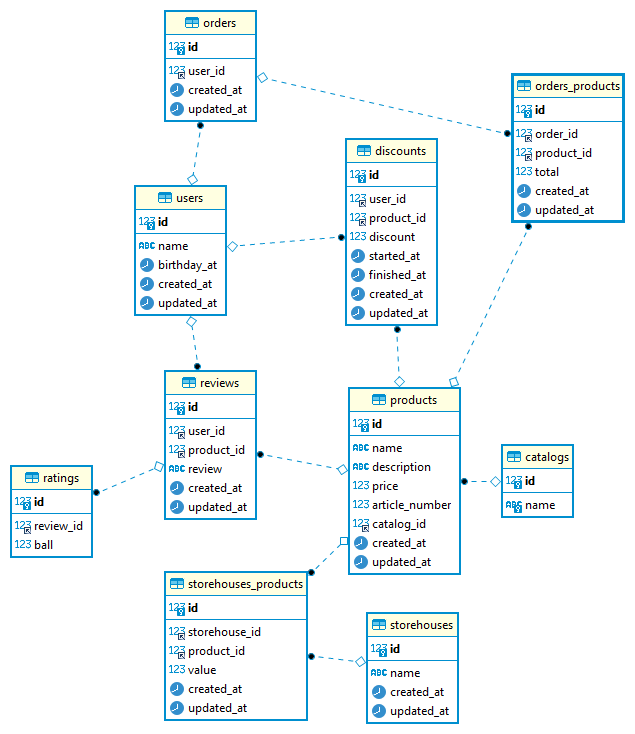 orders
123 id
123 user_id
created_at
updated_at
orders_products
123 id
123 order_id
123 product_id
123 total
created_at
updated_at
discounts
123 id
123 user_id
123 product_id
123 discount
started_at
finished_at
created_at
updated_at
users
123 id
ABC name
birthday_at
created_at
updated_at
reviews
123 id
123 user_id
123 product_id
ABC review
created_at
updated_at
products
123 id
ABC name
ABC description
123 price
123 article_number
123 catalog_id
created_at
updated_at
catalogs
123 id
ABC name
ratings
123 id
123 review_id
123 ball
storehouses_products
123 id
123 storehouse_id
123 product_id
123 value
created_at
updated_at
storehouses
123 id
ABC name
created_at
updated_at